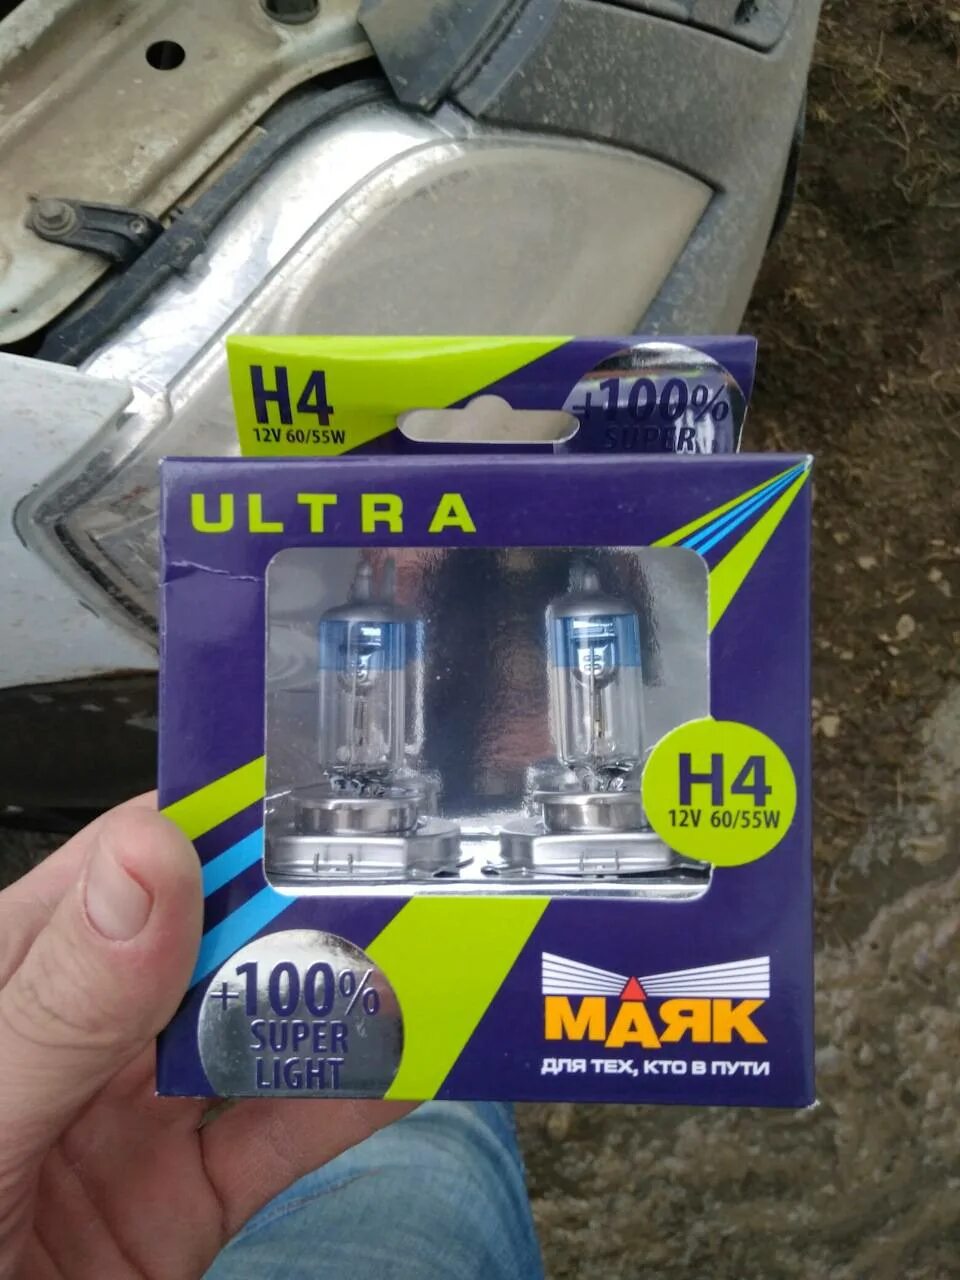 H4
12V 60/55W
+100%
SUPER
ULTRA
H4
12V 60/55W
+100%
SUPER
LIGHT
МАЯК
ДЛЯ ТЕХ, КТО В ПУТИ